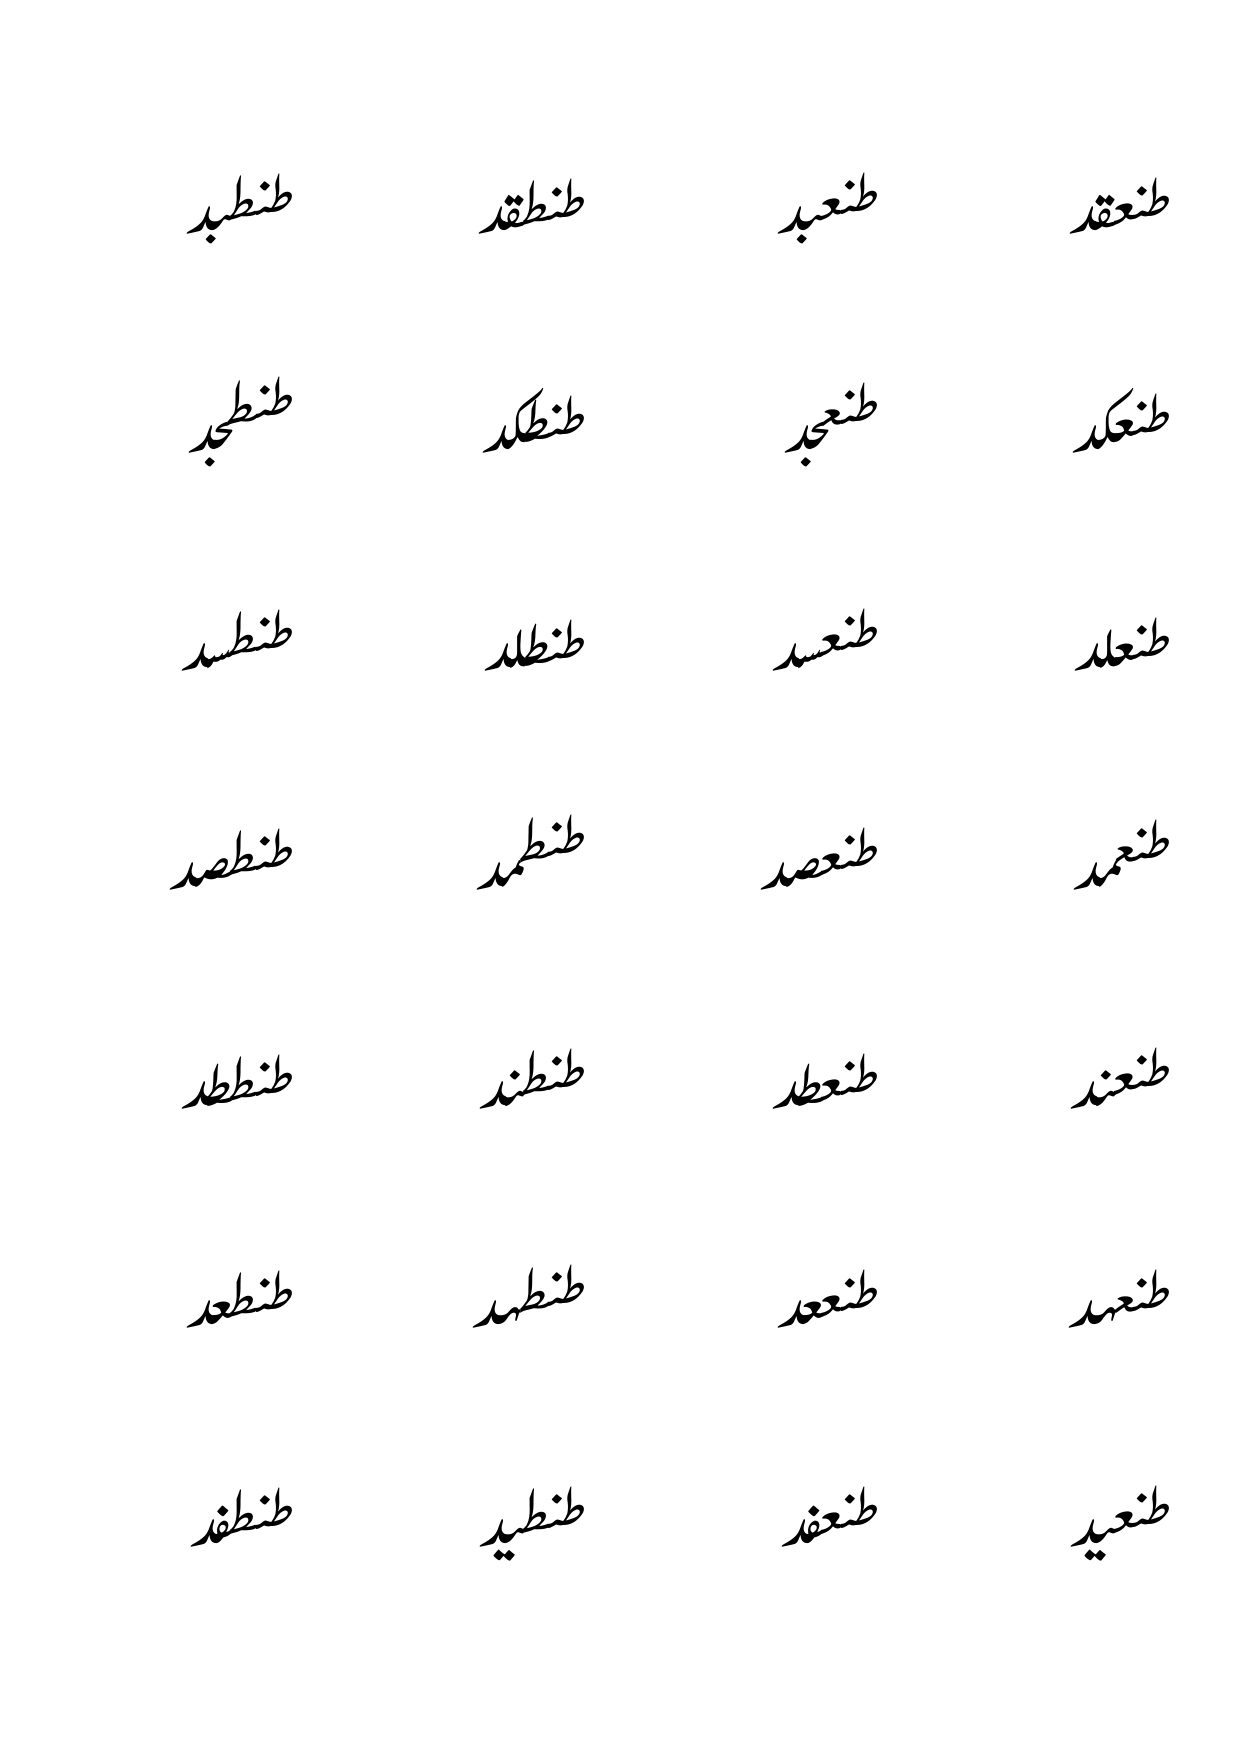 طنعقد طنعبد طنطقد طنطبد
طنعكد طنعجد طنطكد طنطجد
طنعلد طنعسد طنطلد طنطسد
طنعمد طنعصد طنطمد طنطصد
طنعند طنعطد طنطند طنططد
طنعهد طنععد طنطهد طنطعد
طنعيد طنعفد طنطيد طنطفد